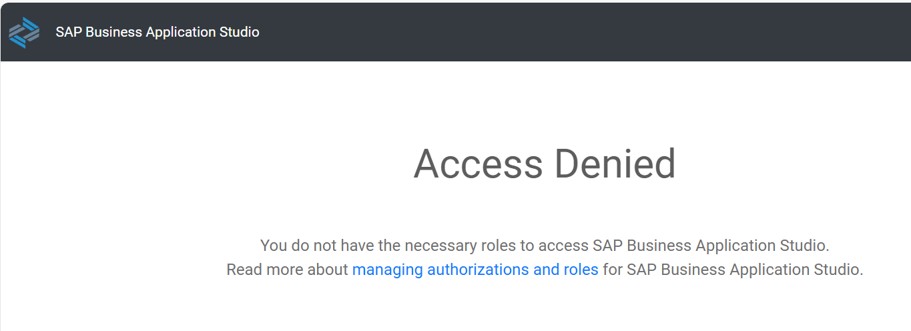 SAP Business Application Studio
Access Denied
You do not have the necessary roles to access SAP Business Application Studio.
Read more about managing authorizations and roles for SAP Business Application Studio.